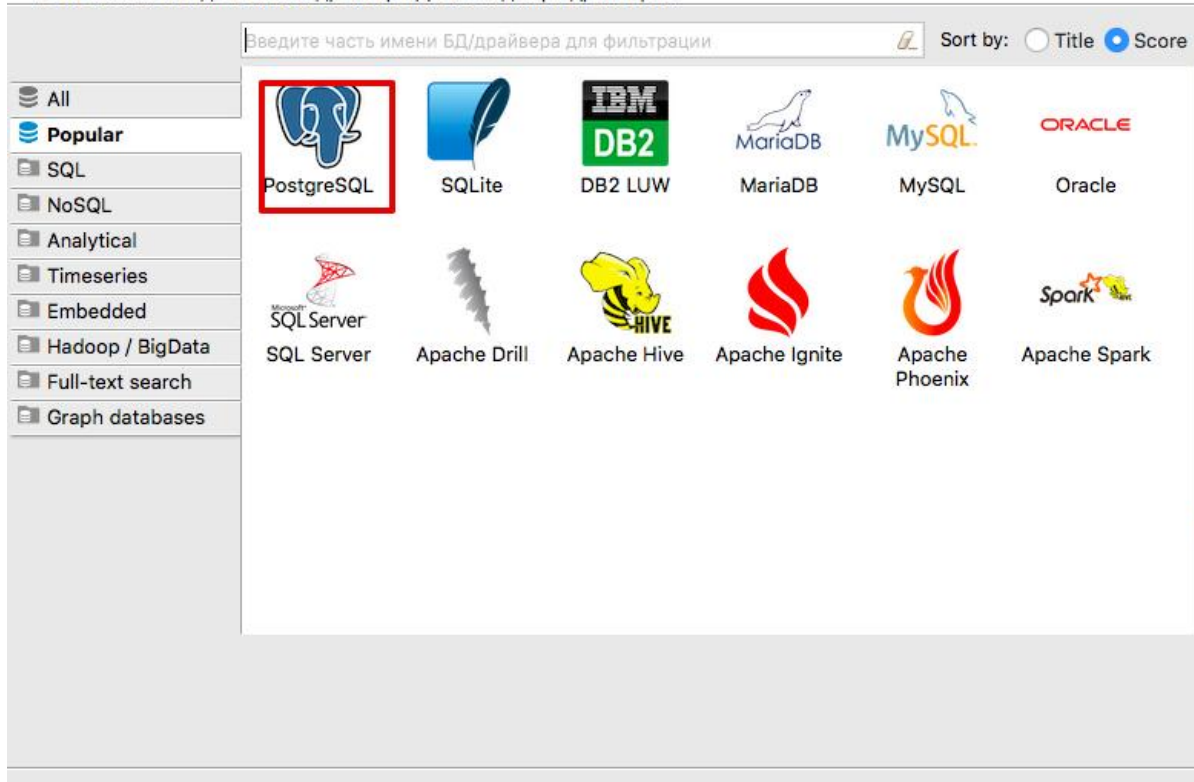 Введите часть имени БД/драйвера для фильтрации
Sort by: Title Score
All
Popular
SQL
NoSQL
Analytical
Timeseries
Embedded
Hadoop / BigData
Full-text search
Graph databases
IBM
DB2
MariaDB
MySQL
ORACLE
PostgreSQL
SQLite
DB2 LUW
MariaDB
MySQL
Oracle
Microsoft
SQL Server
HIVE
Spark
SQL Server
Apache Drill
Apache Hive
Apache Ignite
Apache
Phoenix
Apache Spark